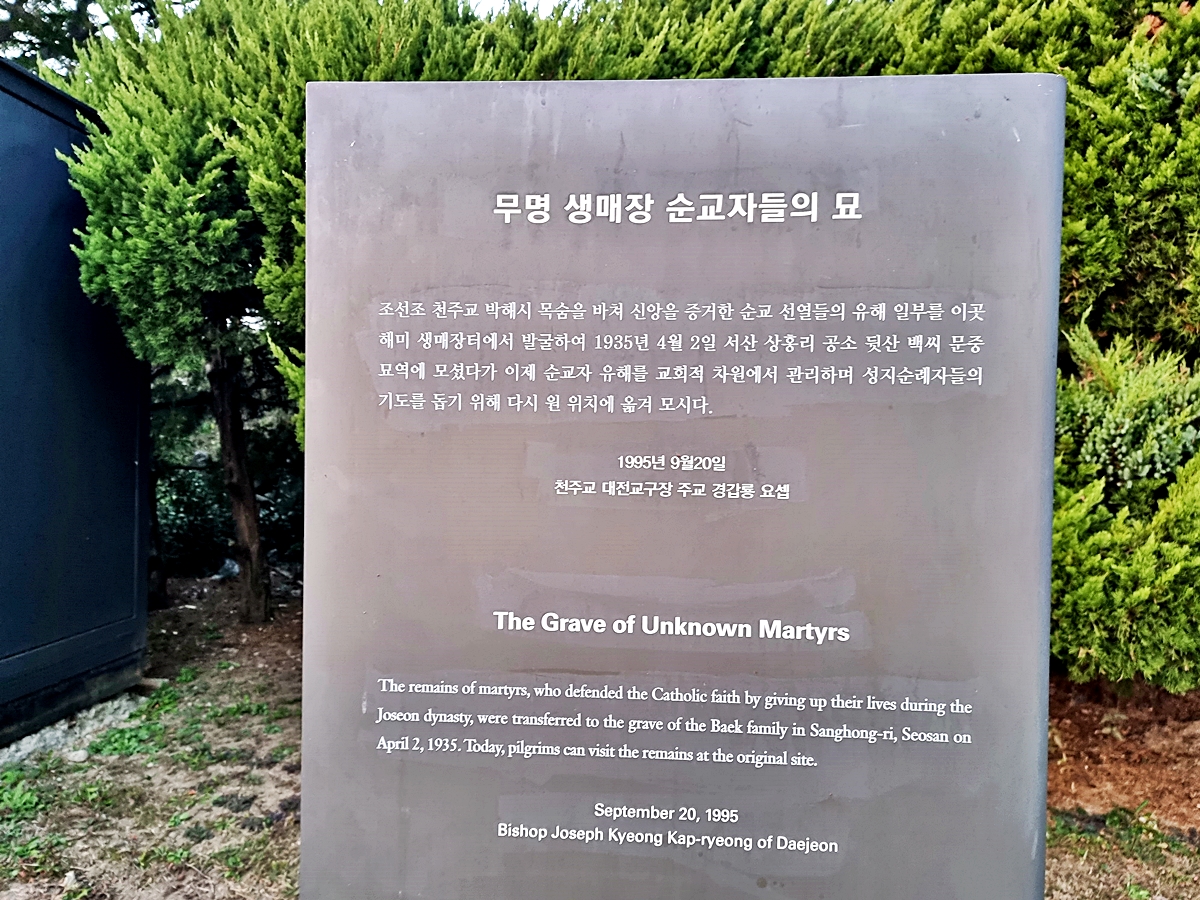 무명 생매장 순교자들의 묘
조선조 천주교 박해시 목숨을 바쳐 신앙을 증거한 순교 선열들의 유해 일부를 이곳
해미 생매장터에서 발굴하여 1935년 4월 2일 서산 상홍리 공소 뒷산 백씨 문중
묘역에 모셨다가 이제 순교자 유해를 교회적 차원에서 관리하며 성지순례자들의
기도를 돕기 위해 다시 원 위치에 옮겨 모시다.
1995년 9월20일
천주교 대전교구장 주교 경갑룡 요셉
The Grave of Unknown Martyrs
The remains of martyrs, who defended the Catholic faith by giving up their lives during the
Joseon dynasty, were transferred to the grave of the Baek family in Sanghong-ri, Seosan on
April 2, 1935. Today, pilgrims can visit the remains at the original site.
September 20, 1995
Bishop Joseph Kyeong Kap-ryeong of Daejeon